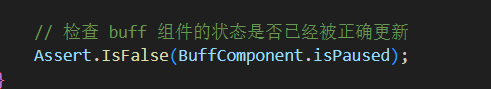 // 检查 buff 组件的状态是否已经被正确更新
Assert.IsFalse(BuffComponent.isPaused);
}